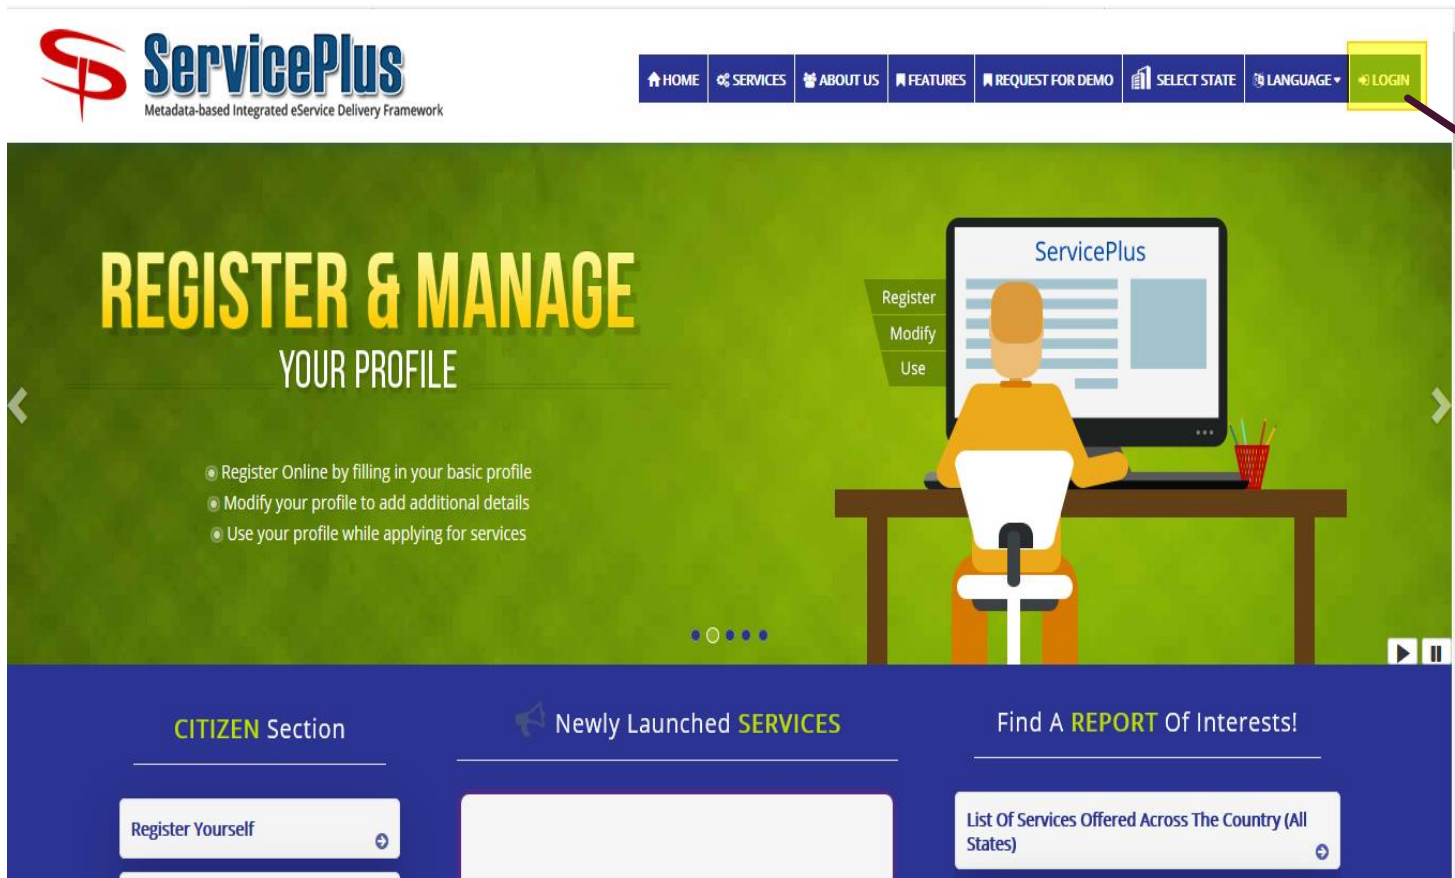 ServicePlus
Metadata-based Integrated eService Delivery Framework
HOME SERVICES ABOUT US FEATURES REQUEST FOR DEMO SELECT STATE LANGUAGE LOGIN
REGISTER & MANAGE
YOUR PROFILE
Register Online by filling in your basic profile
Modify your profile to add additional details
Use your profile while applying for services
ServicePlus
Register
Modify
Use
CITIZEN Section
Register Yourself
Newly Launched SERVICES
Find A REPORT Of Interests!
List Of Services Offered Across The Country (All
States)